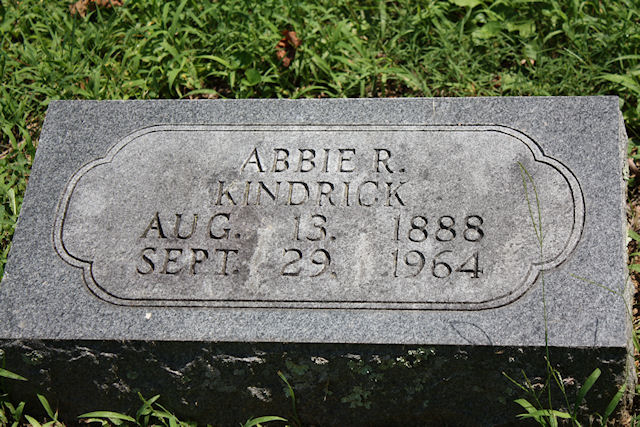 ABBIE R.
KINDRICK
AUG. 13. 1888
SEPT. 29. 1964